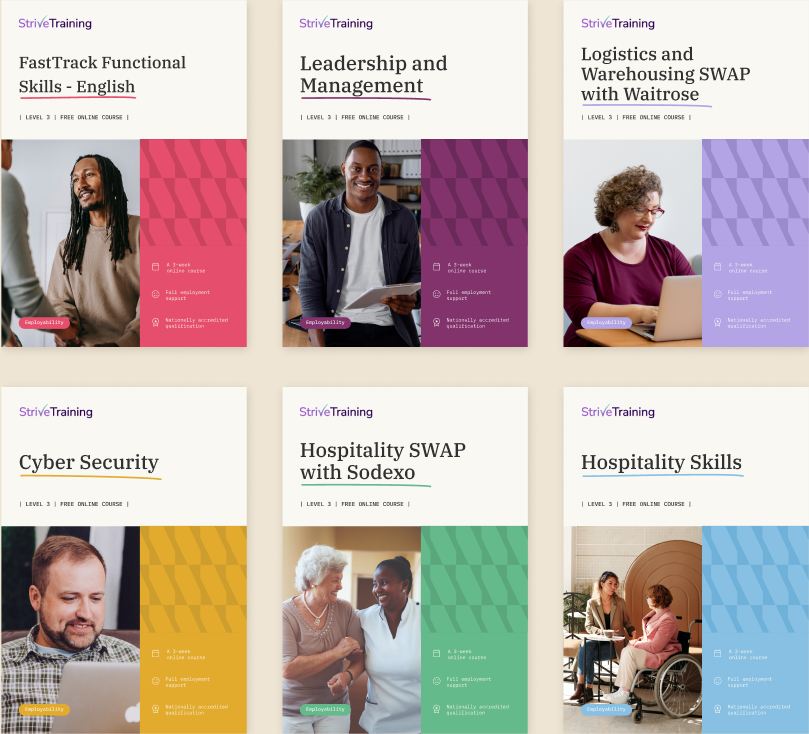 StriveTraining
FastTrack Functional
Skills - English
| LEVEL 3 | FREE ONLINE COURSE |
A 3-week
online course
Full employment
support
Nationally accredited
qualification
Employability
StriveTraining
Leadership and
Management
| LEVEL 3 | FREE ONLINE COURSE |
A 3-week
online course
Full employment
support
Nationally accredited
qualification
Employability
StriveTraining
Logistics and
Warehousing SWAP
with Waitrose
| LEVEL 3 | FREE ONLINE COURSE |
A 3-week
online course
Full employment
support
Nationally accredited
qualification
Employability
StriveTraining
Cyber Security
| LEVEL 3 | FREE ONLINE COURSE |
A 3-week
online course
Full employment
support
Nationally accredited
qualification
Employability
StriveTraining
Hospitality SWAP
with Sodexo
| LEVEL 3 | FREE ONLINE COURSE |
A 3-week
online course
Full employment
support
Nationally accredited
qualification
Employability
StriveTraining
Hospitality Skills
| LEVEL 3 | FREE ONLINE COURSE |
A 3-week
online course
Full employment
support
Nationally accredited
qualification
Employability